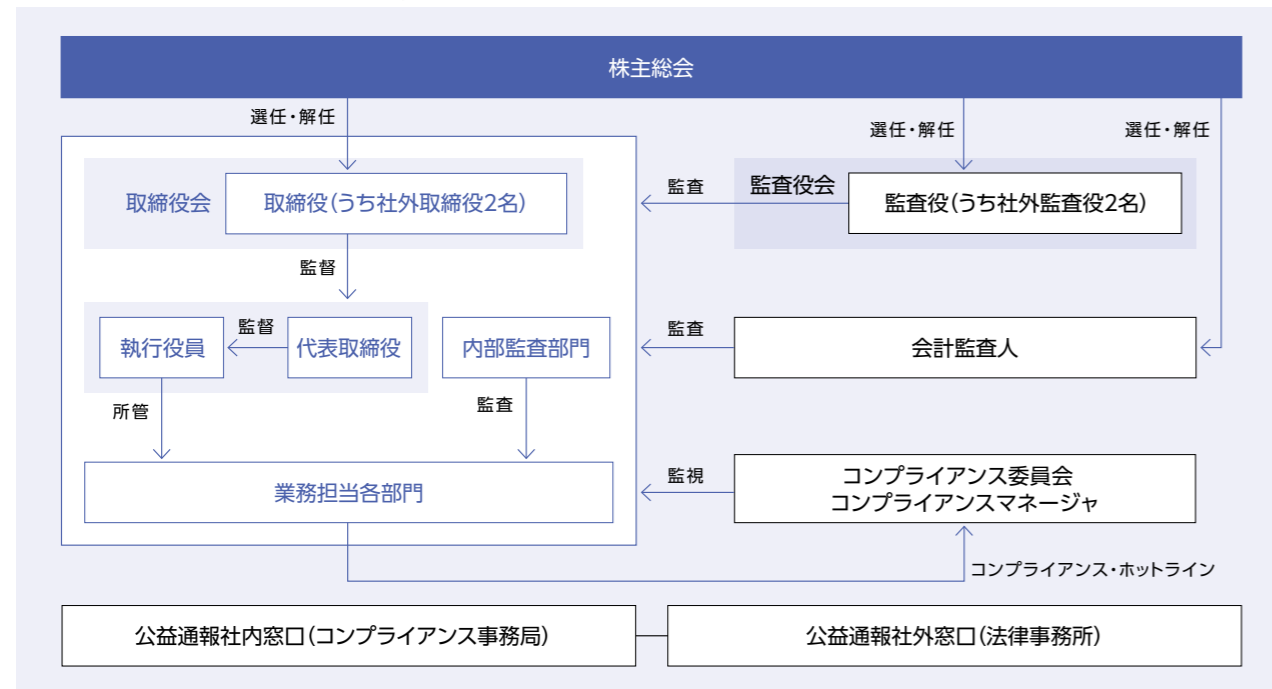 株主総会
選任・解任
選任・解任
選任・解任
取締役会
取締役(うち社外取締役2名)
監査
監査役会
監査役(うち社外監査役2名)
監督
執行役員
監督
代表取締役
内部監査部門
監査
会計監査人
所管
監査
業務担当各部門
監視
コンプライアンス委員会
コンプライアンスマネージャ
コンプライアンス・ホットライン
公益通報社内窓口(コンプライアンス事務局)
公益通報社外窓口(法律事務所)